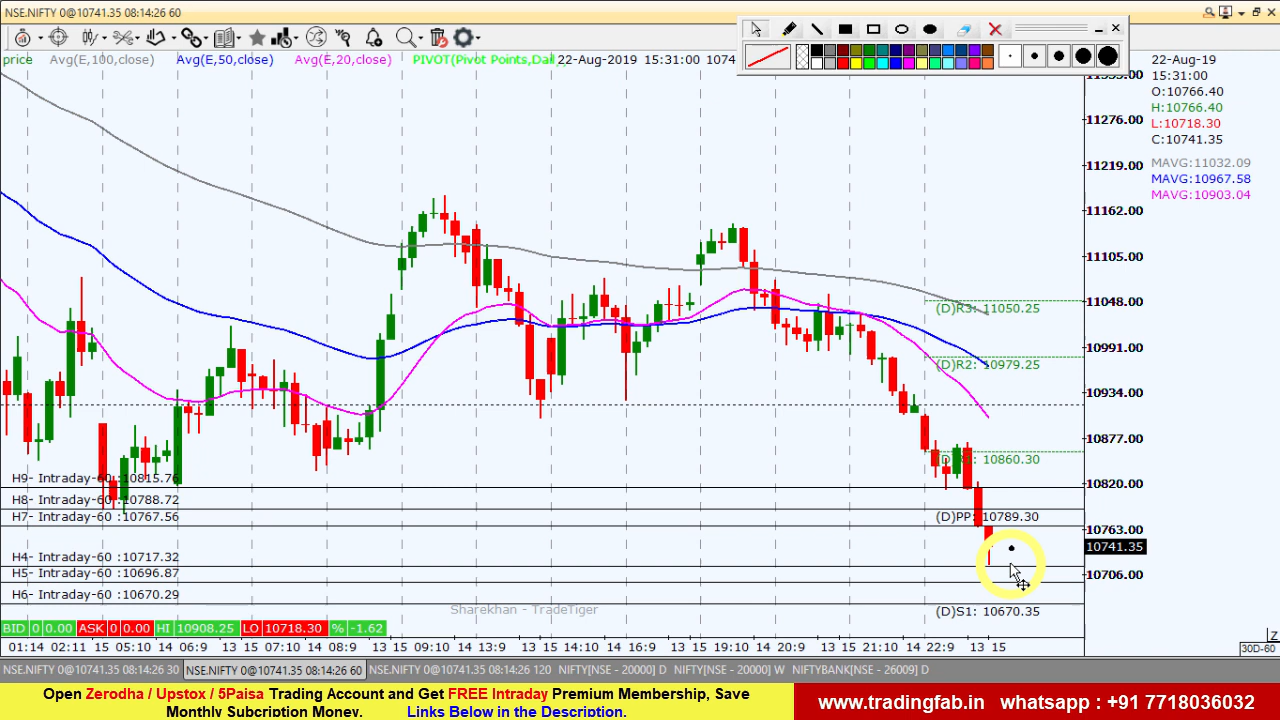 NSE.NIFTY 0@10741.35 08:14:26 60
price Avg(E,100,close) Avg(E,50,close) Avg(E,20,close) PIVOT(Pivot Points,Dail 22-Aug-2019 15:31:00 1074
22-Aug-19
15:31:00
O:10766.40
H:10766.40
L:10718.30
C:10741.35
MAVG:11032.09
MAVG:10967.58
MAVG:10903.04
11333.00
11276.00
11219.00
11162.00
11105.00
11048.00
10991.00
10934.00
10877.00
10820.00
10763.00
10741.35
10706.00
(D)R3: 11050.25
(D)R2: 10979.25
: 10860.30
(D)PP: 10789.30
(D)S1: 10670.35
H9- Intraday-60 :10815.76
H8- Intraday-60 :10788.72
H7- Intraday-60 :10767.56
H4- Intraday-60 :10717.32
H5- Intraday-60 :10696.87
H6- Intraday-60 :10670.29
Sharekhan - TradeTiger
BID 0 0.00 ASK 0 0.00 HI 10908.25 LO 10718.30 % -1.62
01:14 02:11 15 05:10 14 06:9 13 15 07:10 14 08:9 13 15 09:10 14 13:9 13 15 14:10 14 16:9 13 15 19:10 14 20:9 13 15 21:10 14 22:9 13 15
Z
30D-60
NSE.NIFTY 0@10741.35 08:14:26 30 NSE.NIFTY 0@10741.35 08:14:26 60 NSE.NIFTY 0@10741.35 08:14:26 120 NIFTY[NSE - 20000] D NIFTY[NSE - 20000] W NIFTYBANK[NSE - 26009] D
Open Zerodha / Upstox / 5Paisa Trading Account and Get FREE Intraday Premium Membership, Save
Monthly Subcription Money. Links Below in the Description.
www.tradingfab.in whatsapp : +91 7718036032